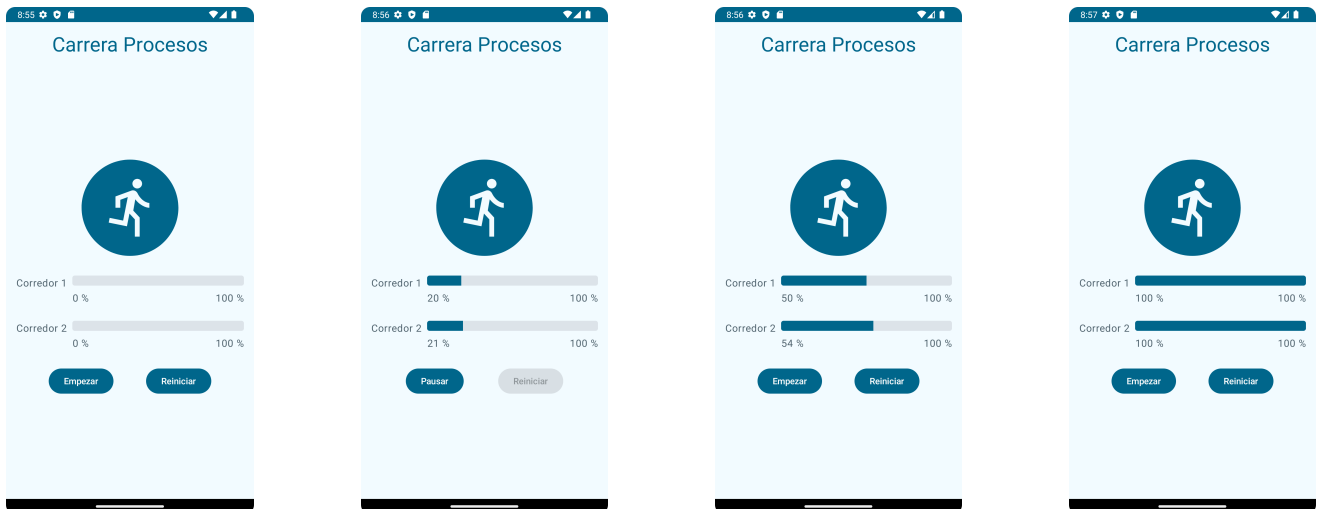 8:55
Carrera Procesos
Corredor 1
0 %
100 %
Corredor 2
0 %
100 %
Empezar
Reiniciar
8:56
Carrera Procesos
Corredor 1
20 %
100 %
Corredor 2
21 %
100 %
Pausar
Reiniciar
8:56
Carrera Procesos
Corredor 1
50 %
100 %
Corredor 2
54 %
100 %
Empezar
Reiniciar
8:57
Carrera Procesos
Corredor 1
100 %
100 %
Corredor 2
100 %
100 %
Empezar
Reiniciar